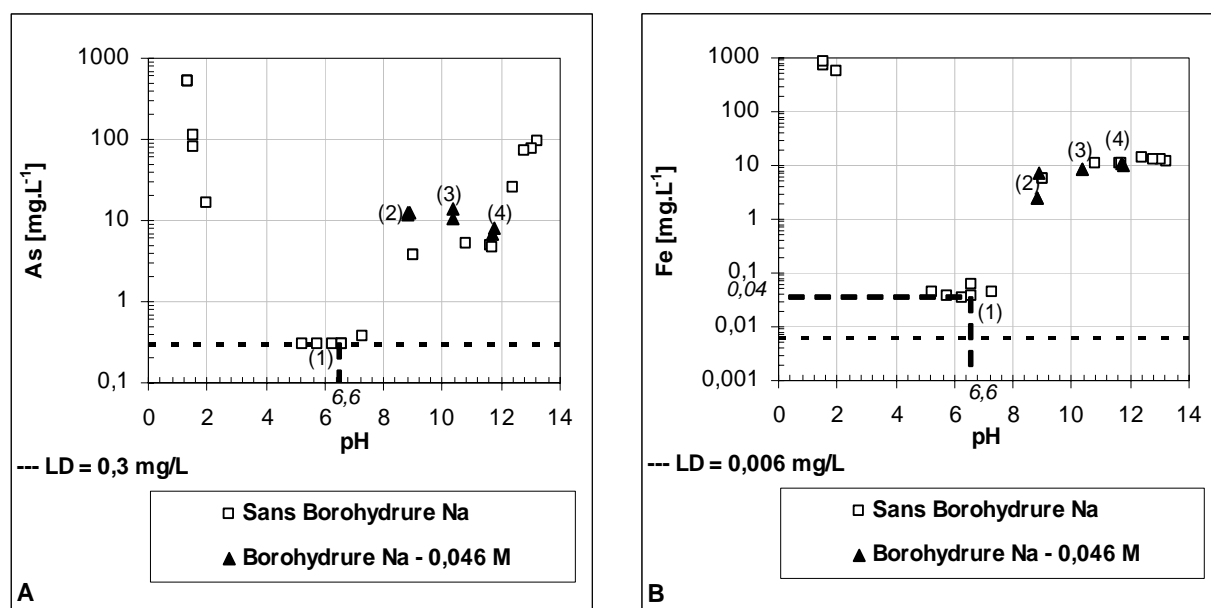 1000
100
10
1
0,1
As [mg.L-1]
(2)
(3)
(4)
(1)
6,6
0 2 4 6 8 10 12 14
pH
--- LD = 0,3 mg/L
Sans Borohydrure Na
Borohydrure Na - 0,046 M
A
1000
100
10
1
0,1
0,04
0,01
0,001
Fe [mg.L-1]
(2)
(3)
(4)
(1)
6,6
0 2 4 6 8 10 12 14
pH
--- LD = 0,006 mg/L
Sans Borohydrure Na
Borohydrure Na - 0,046 M
B